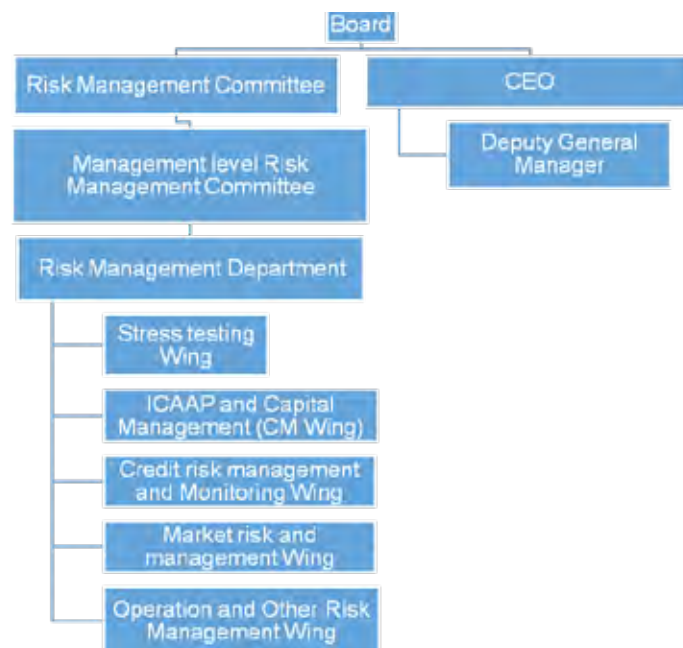 Board
Risk Management Committee
CEO
Management level Risk
Management Committee
Deputy General
Manager
Risk Management Department
Stress testing
Wing
ICAAP and Capital
Management (CM Wing)
Credit risk management
and Monitoring Wing
Market risk and
management Wing
Operation and Other Risk
Management Wing